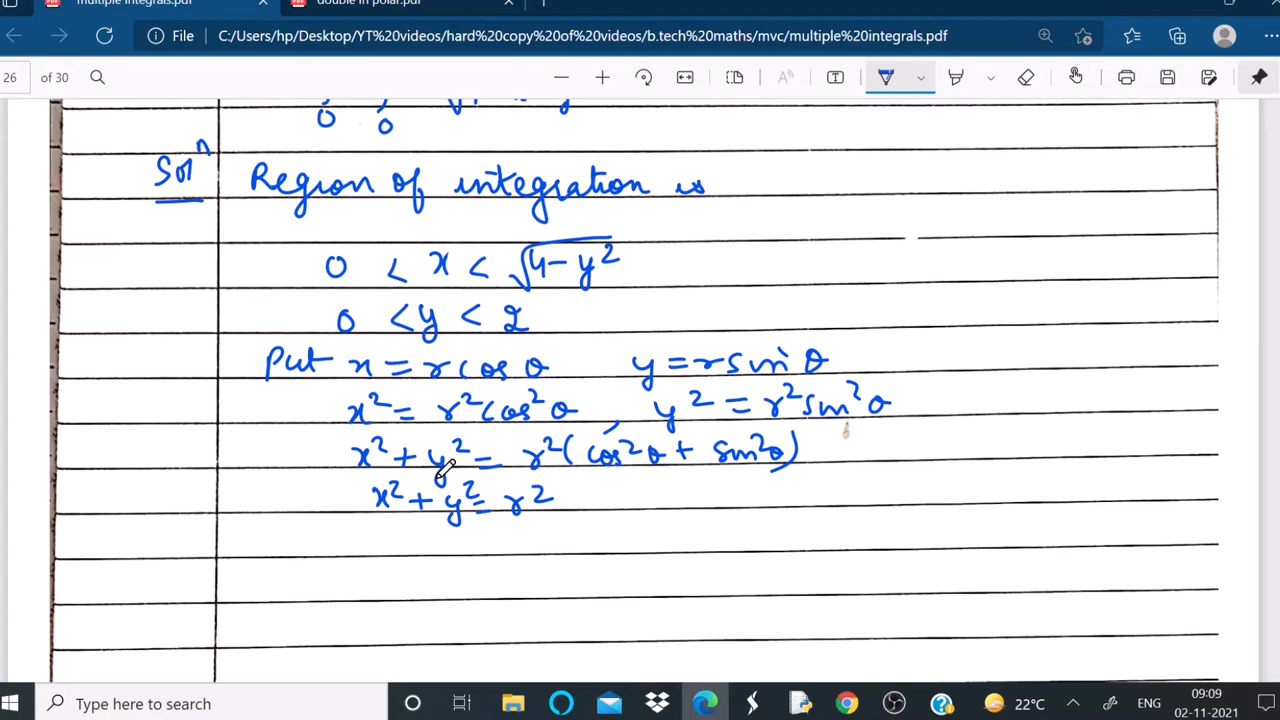 multiple integrals.pdf double in polar.pdf
File C:/Users/hp/Desktop/YT%20videos/hard%20copy%20of%20videos/b.tech%20maths/mvc/multiple%20integrals.pdf
26 of 30
0 0
Solⁿ Region of integration is
0 < x < √4-y²
0 < y < 2
Put x = r cos θ y = r sin θ
x² = r² cos² θ , y² = r² sin² θ
x² + y² = r² ( cos² θ + sin² θ )
x² + y² = r²
Type here to search
22°C ENG 09:09
02-11-2021